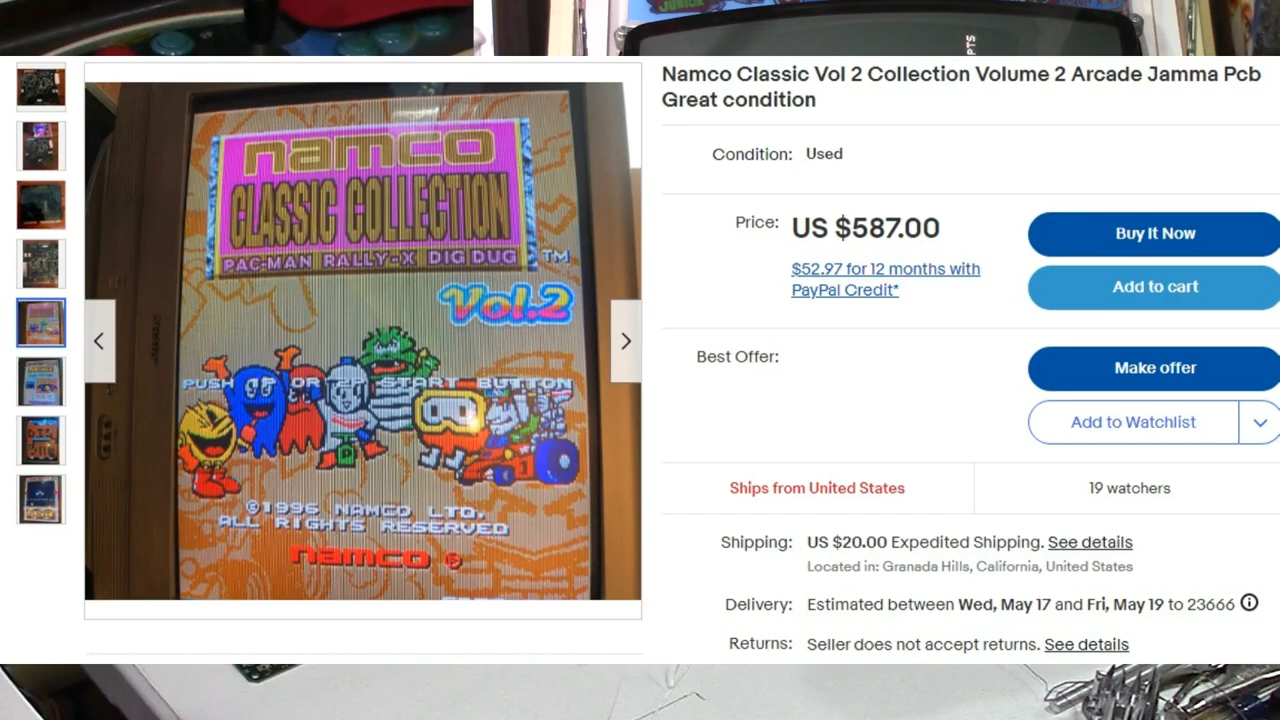 JUNIOR
PTS
Namco Classic Vol 2 Collection Volume 2 Arcade Jamma Pcb
Great condition
Condition: Used
Price: US $587.00
$52.97 for 12 months with
PayPal Credit*
Buy It Now
Add to cart
Best Offer:
Make offer
Add to Watchlist
Ships from United States
19 watchers
Shipping: US $20.00 Expedited Shipping. See details
Located in: Granada Hills, California, United States
Delivery: Estimated between Wed, May 17 and Fri, May 19 to 23666
Returns: Seller does not accept returns. See details
namco
CLASSIC COLLECTION
PAC-MAN RALLY-X DIG DUG TM
Vol.2
PUSH 1P OR 2P START BUTTON
©1996 NAMCO LTD.
ALL RIGHTS RESERVED
namco